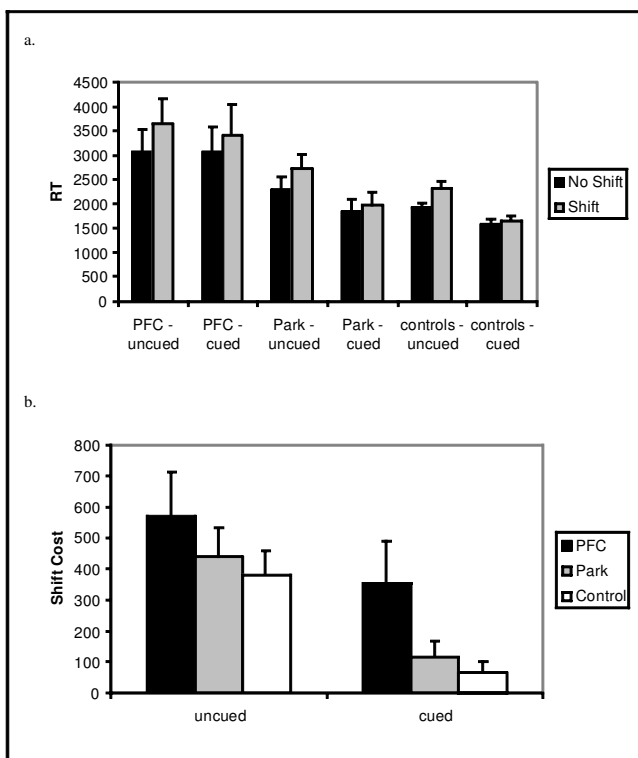 a.
4500
4000
3500
3000
2500
2000
1500
1000
500
0
RT
PFC - uncued
PFC - cued
Park - uncued
Park - cued
controls - uncued
controls - cued
No Shift
Shift
b.
800
700
600
500
400
300
200
100
0
Shift Cost
uncued
cued
PFC
Park
Control